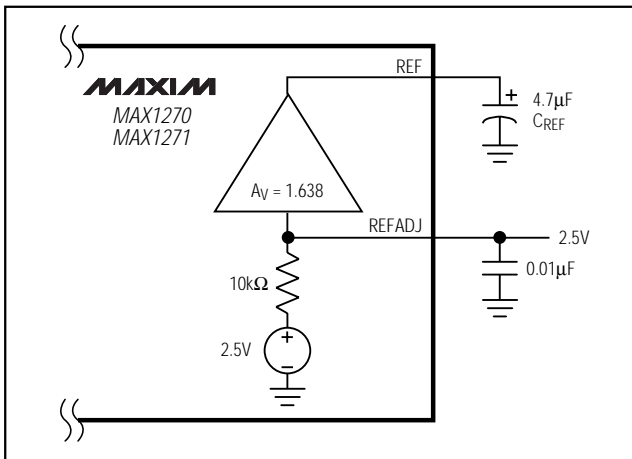 REF
MAXIM
MAX1270
MAX1271
+
4.7µF
CREF
AV = 1.638
REFADJ
2.5V
10kΩ
0.01µF
2.5V
+
−